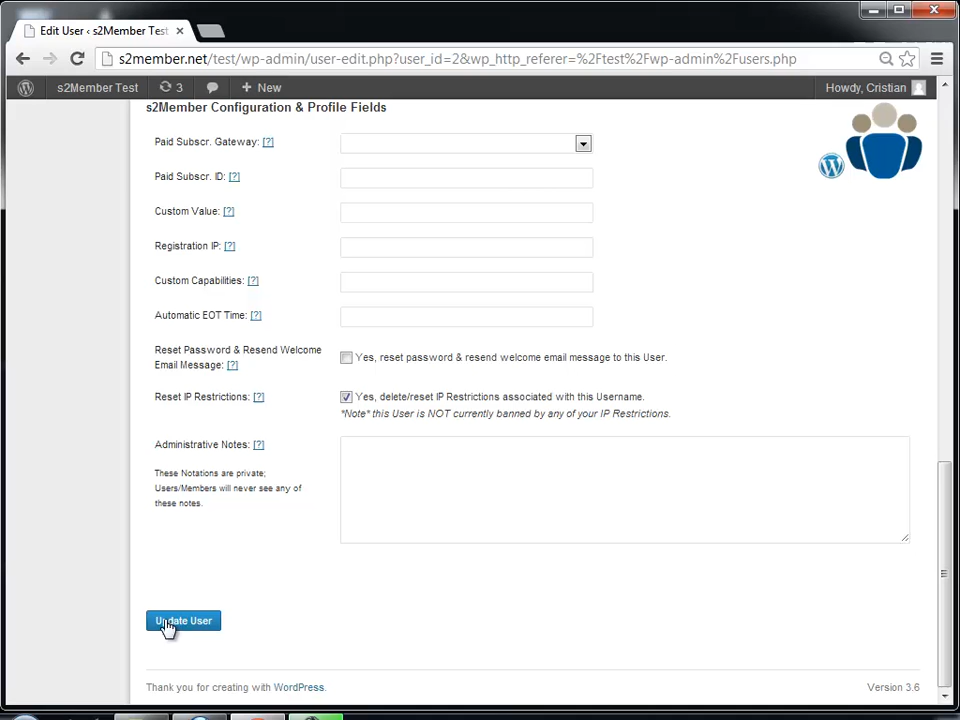 Edit User ‹ s2Member Test
s2member.net/test/wp-admin/user-edit.php?user_id=2&wp_http_referer=%2Ftest%2Fwp-admin%2Fusers.php
s2Member Test 3 New Howdy, Cristian
s2Member Configuration & Profile Fields
Paid Subscr. Gateway: [?]
Paid Subscr. ID: [?]
Custom Value: [?]
Registration IP: [?]
Custom Capabilities: [?]
Automatic EOT Time: [?]
Reset Password & Resend Welcome
Email Message: [?]
Yes, reset password & resend welcome email message to this User.
Reset IP Restrictions: [?]
Yes, delete/reset IP Restrictions associated with this Username.
*Note* this User is NOT currently banned by any of your IP Restrictions.
Administrative Notes: [?]
These Notations are private;
Users/Members will never see any
of these notes.
Update User
Thank you for creating with WordPress.
Version 3.6